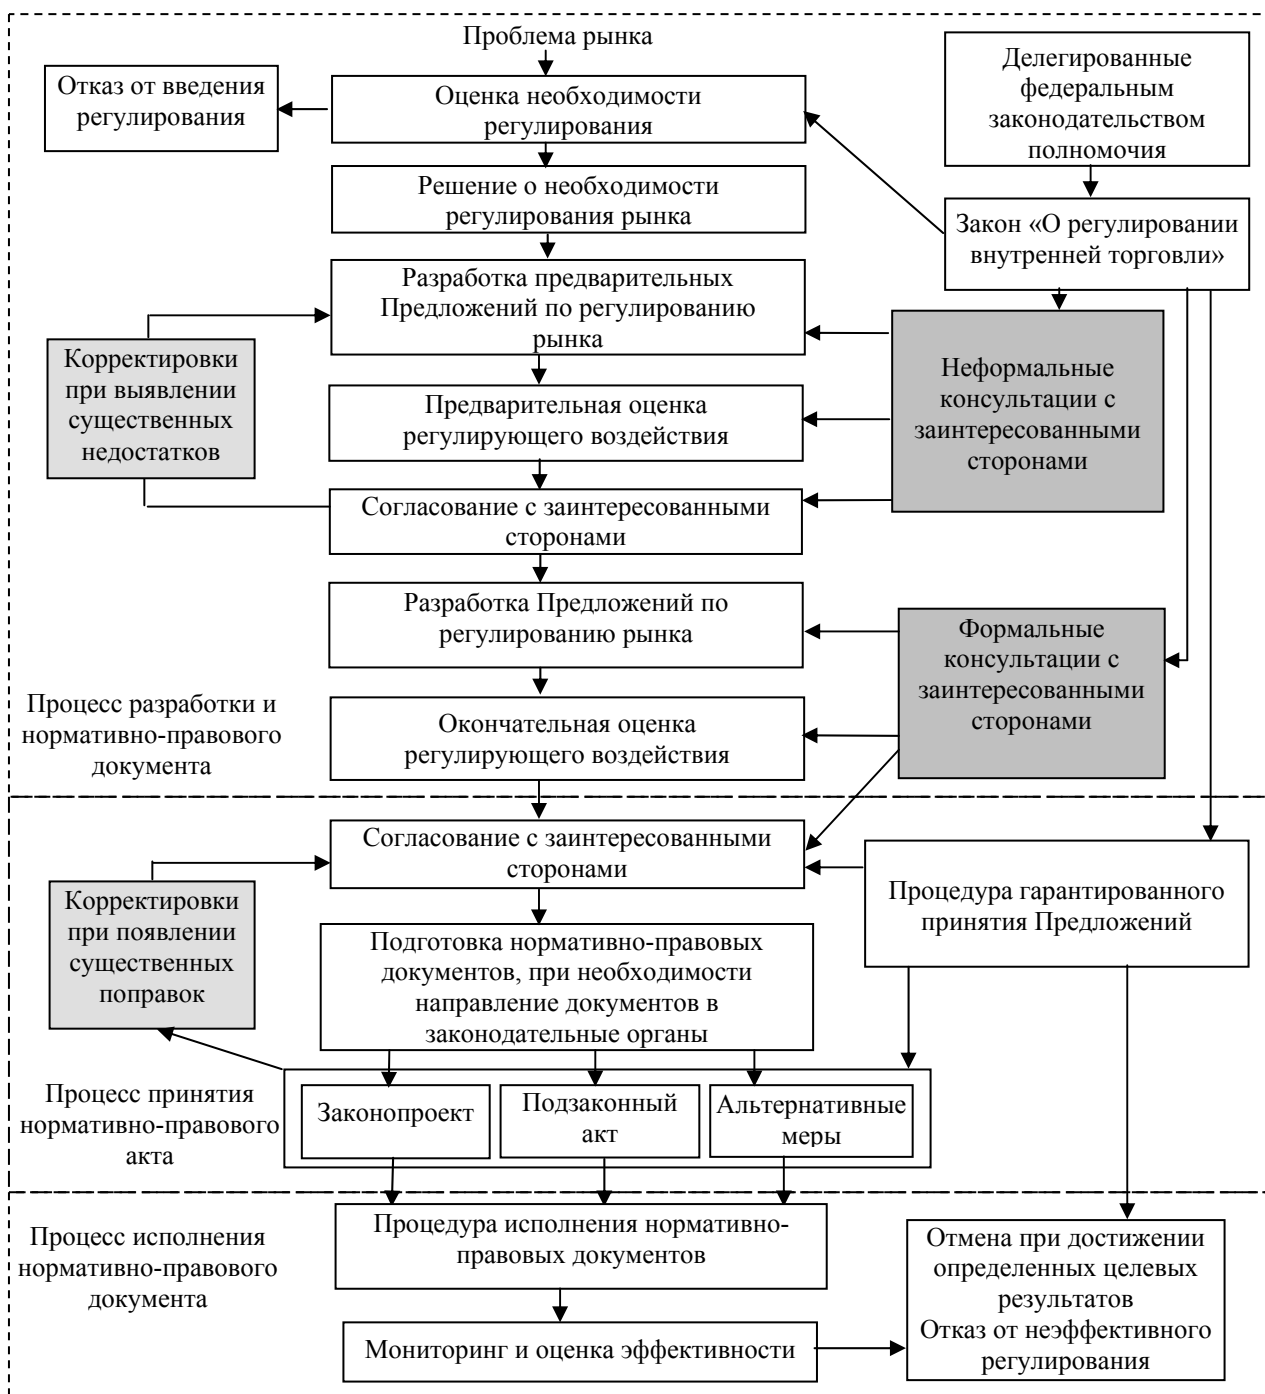 Проблема рынка
Отказ от введения
регулирования
Оценка необходимости
регулирования
Делегированные
федеральным
законодательством
полномочия
Решение о необходимости
регулирования рынка
Закон «О регулировании
внутренней торговли»
Разработка предварительных
Предложений по регулированию
рынка
Корректировки
при выявлении
существенных
недостатков
Неформальные
консультации с
заинтересованными
сторонами
Предварительная оценка
регулирующего воздействия
Согласование с заинтересованными
сторонами
Разработка Предложений по
регулированию рынка
Формальные
консультации с
заинтересованными
сторонами
Процесс разработки и
нормативно-правового
документа
Окончательная оценка
регулирующего воздействия
Согласование с заинтересованными
сторонами
Корректировки
при появлении
существенных
поправок
Процедура гарантированного
принятия Предложений
Подготовка нормативно-правовых
документов, при необходимости
направление документов в
законодательные органы
Процесс принятия
нормативно-правового
акта
Законопроект
Подзаконный
акт
Альтернативные
меры
Процесс исполнения
нормативно-правового
документа
Процедура исполнения нормативно-
правовых документов
Отмена при достижении
определенных целевых
результатов
Отказ от неэффективного
регулирования
Мониторинг и оценка эффективности